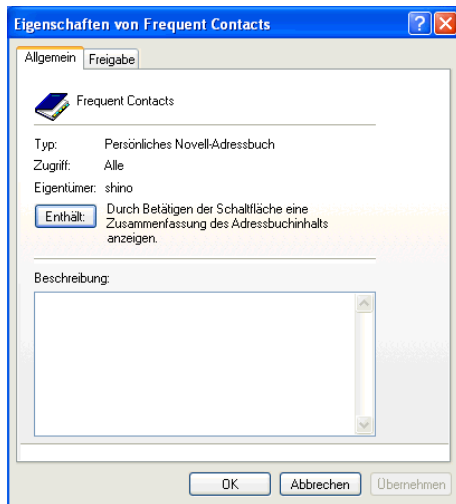 Eigenschaften von Frequent Contacts
Allgemein Freigabe
Frequent Contacts
Typ: Persönliches Novell-Adressbuch
Zugriff: Alle
Eigentümer: shino
Enthält: Durch Betätigen der Schaltfläche eine
Zusammenfassung des Adressbuchinhalts
anzeigen.
Beschreibung:
OK Abbrechen Übernehmen